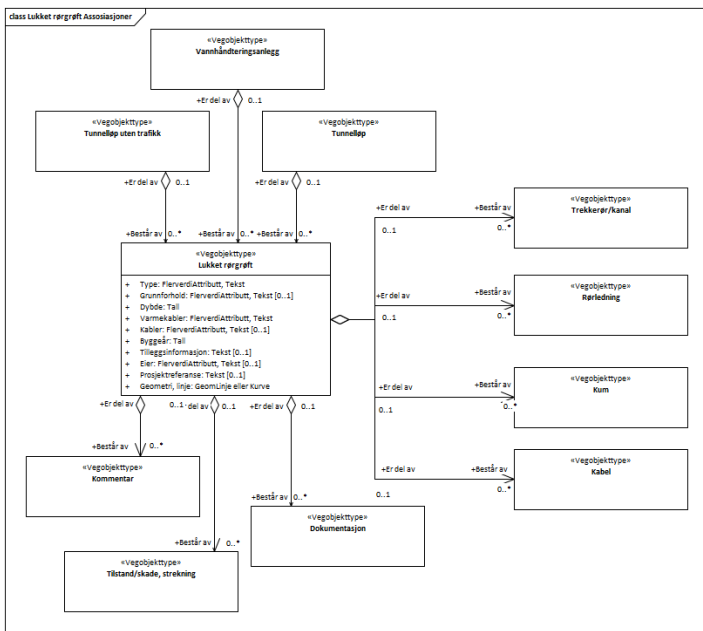 class Lukket rørgrøft Assosiasjoner
«Vegobjekttype»
Vannhåndteringsanlegg
+Er del av 0..1
«Vegobjekttype»
Tunnelløp uten trafikk
«Vegobjekttype»
Tunnelløp
+Er del av 0..1
+Er del av 0..1
+Består av 0..*
+Består av 0..*
+Består av 0..*
«Vegobjekttype»
Lukket rørgrøft
+ Type: FlerverdiAttributt, Tekst
+ Grunnforhold: FlerverdiAttributt, Tekst [0..1]
+ Dybde: Tall
+ Varmekabler: FlerverdiAttributt, Tekst
+ Kabler: FlerverdiAttributt, Tekst [0..1]
+ Byggeår: Tall
+ Tilleggsinformasjon: Tekst [0..1]
+ Eier: FlerverdiAttributt, Tekst [0..1]
+ Prosjektreferanse: Tekst [0..1]
+ Geometri, linje: GeomLinje eller Kurve
+Er del av
0..1
+Består av
0..*
«Vegobjekttype»
Trekkerør/kanal
+Er del av
0..1
+Består av
0..*
«Vegobjekttype»
Rørledning
+Er del av
0..1
+Består av
0..*
«Vegobjekttype»
Kum
+Er del av
0..1
+Består av
0..*
«Vegobjekttype»
Kabel
+Er del av 0..1
del av 0..1
+Er del av 0..1
+Består av 0..*
«Vegobjekttype»
Kommentar
+Består av 0..*
«Vegobjekttype»
Dokumentasjon
+Består av 0..*
«Vegobjekttype»
Tilstand/skade, strekning